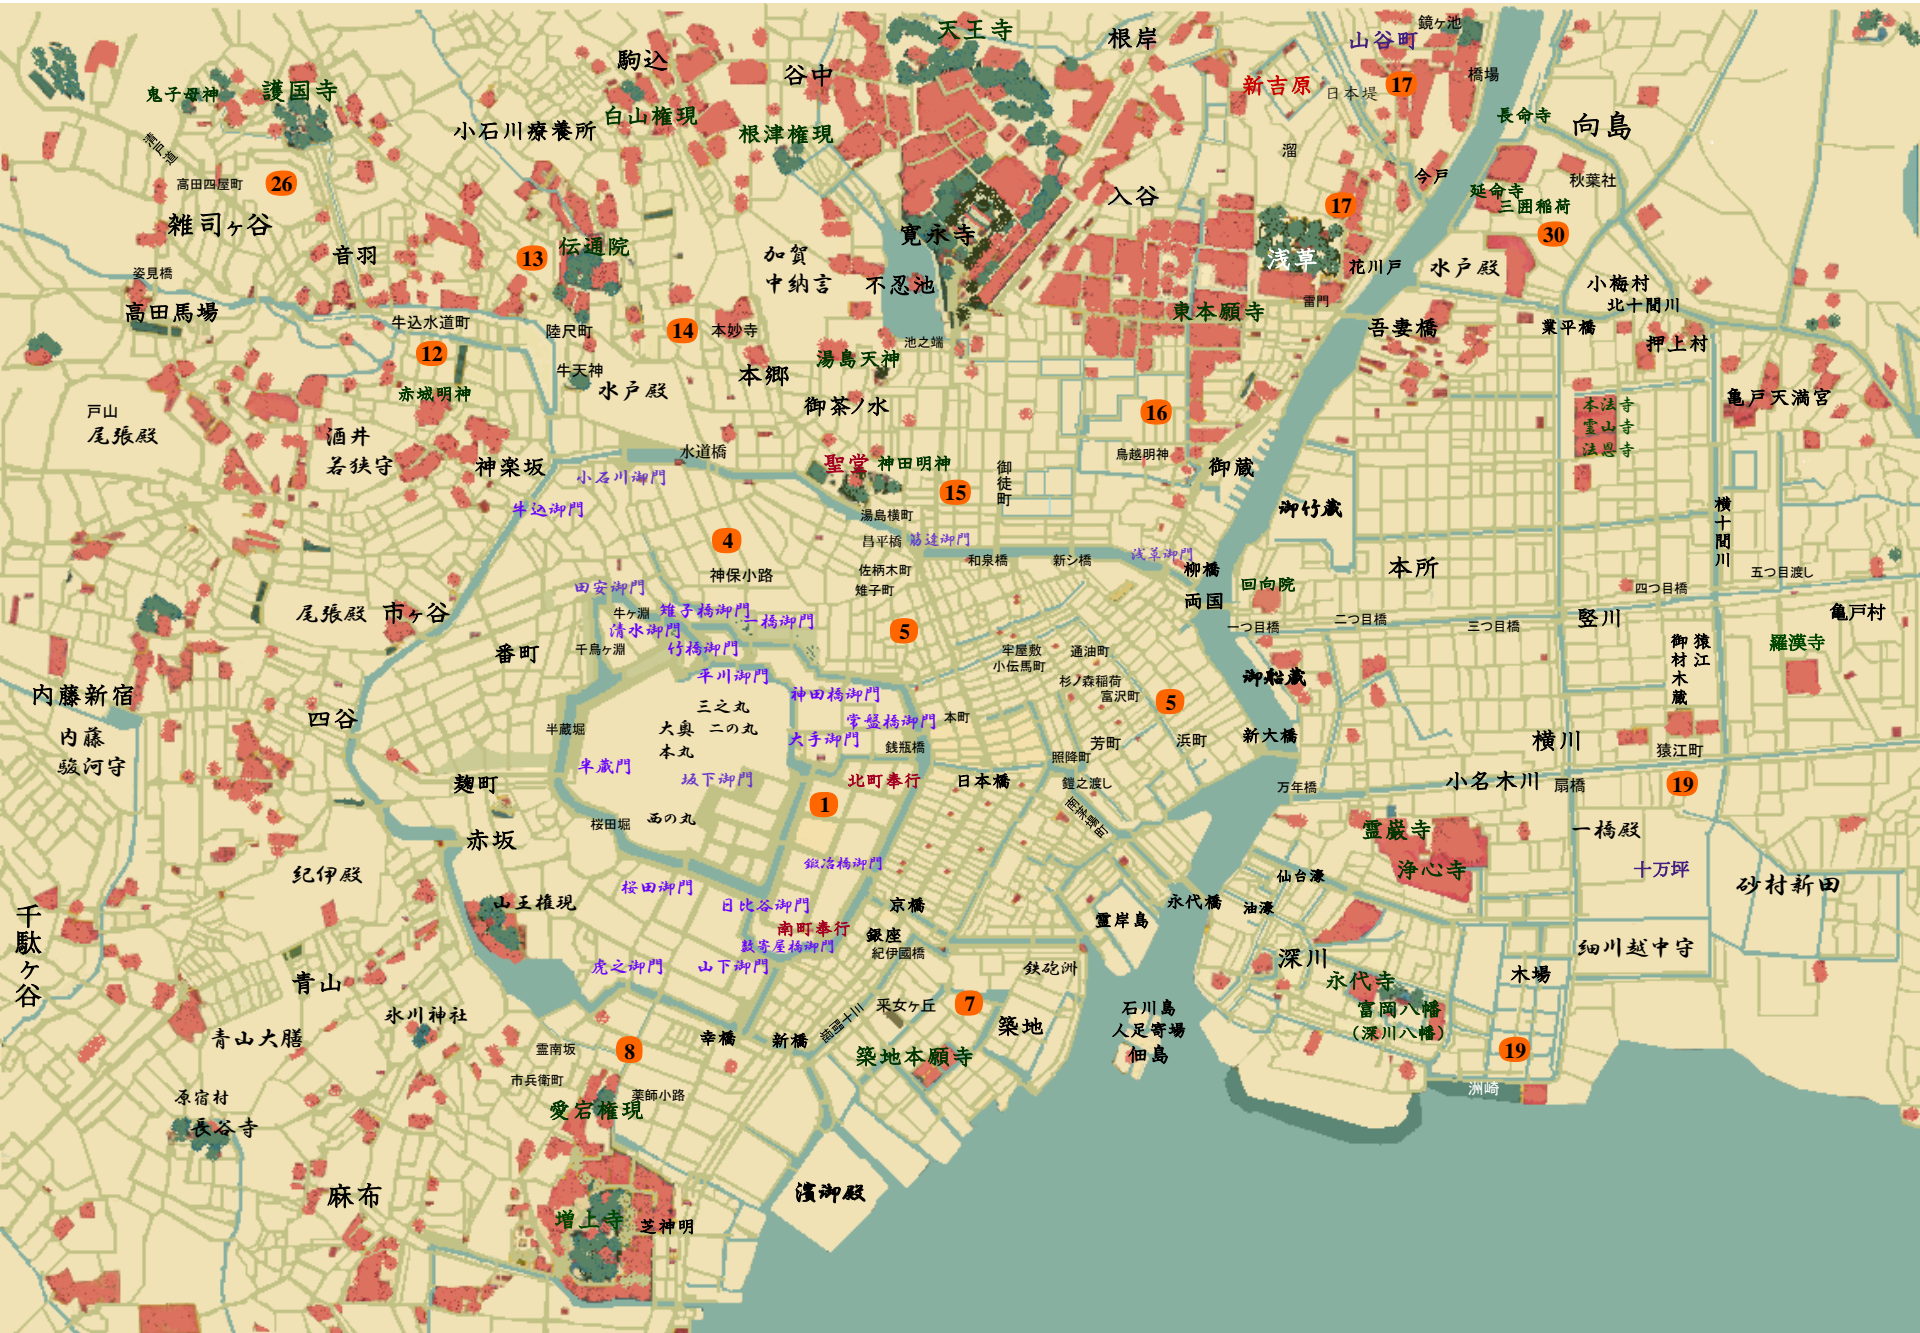 天王寺
根岸
鏡ヶ池
山谷町
駒込
谷中
橋場
鬼子母神
護国寺
新吉原
日本堤
17
白山権現
根津権現
小石川療養所
長命寺
向島
清戸道
溜
高田四屋町
26
入谷
今戸
延命寺
秋葉社
三囲稲荷
17
雑司ヶ谷
寛永寺
30
音羽
13
伝通院
加賀
中納言
浅草
花川戸
水戸殿
姿見橋
不忍池
小梅村
北十間川
高田馬場
牛込水道町
陸尺町
14
本妙寺
東本願寺
雷門
吾妻橋
業平橋
押上村
12
池之端
湯島天神
牛天神
本郷
赤城明神
水戸殿
亀戸天満宮
戸山
尾張殿
御茶ノ水
16
本法寺
霊山寺
法恩寺
酒井
若狭守
神楽坂
水道橋
聖堂
神田明神
御徒町
鳥越明神
御蔵
小石川御門
15
牛込御門
湯島横町
御竹蔵
横十間川
4
昌平橋
筋違御門
和泉橋
新シ橋
浅草御門
柳橋
本所
神保小路
佐柄木町
雉子町
田安御門
回向院
四つ目橋
五つ目渡し
両国
尾張殿
市ヶ谷
牛ヶ淵
雉子橋御門
一橋御門
清水御門
5
一つ目橋
二つ目橋
三つ目橋
竪川
亀戸村
番町
千鳥ヶ淵
竹橋御門
牢屋敷
小伝馬町
通油町
猿江
御材木蔵
羅漢寺
平川御門
杉ノ森稲荷
御船蔵
内藤新宿
神田橋御門
富沢町
5
三之丸
四谷
常盤橋御門
本町
半蔵堀
大奥
二の丸
大手御門
銭瓶橋
芳町
浜町
新大橋
内藤
駿河守
本丸
横川
猿江町
半蔵門
坂下御門
北町奉行
日本橋
照降町
鎧之渡し
麹町
万年橋
小名木川
扇橋
19
1
西の丸
桜田堀
南茅場町
赤坂
霊巌寺
一橋殿
鍛冶橋御門
浄心寺
十万坪
紀伊殿
桜田御門
仙台濠
砂村新田
山王権現
日比谷御門
京橋
永代橋
油濠
千駄ヶ谷
南町奉行
銀座
霊岸島
数寄屋橋御門
紀伊國橋
細川越中守
虎之御門
山下御門
鉄砲洲
深川
木場
青山
永代寺
氷川神社
采女ヶ丘
7
石川島
人足寄場
富岡八幡
(深川八幡)
青山大膳
三十間堀
築地
幸橋
新橋
佃島
霊南坂
8
築地本願寺
19
市兵衛町
薬師小路
洲崎
原宿村
愛宕権現
長谷寺
麻布
濱御殿
増上寺
芝神明